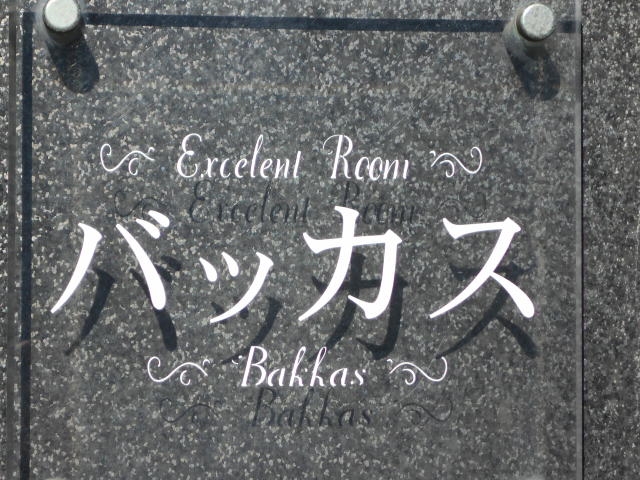 Excelent Room
バッカス
Bakkas